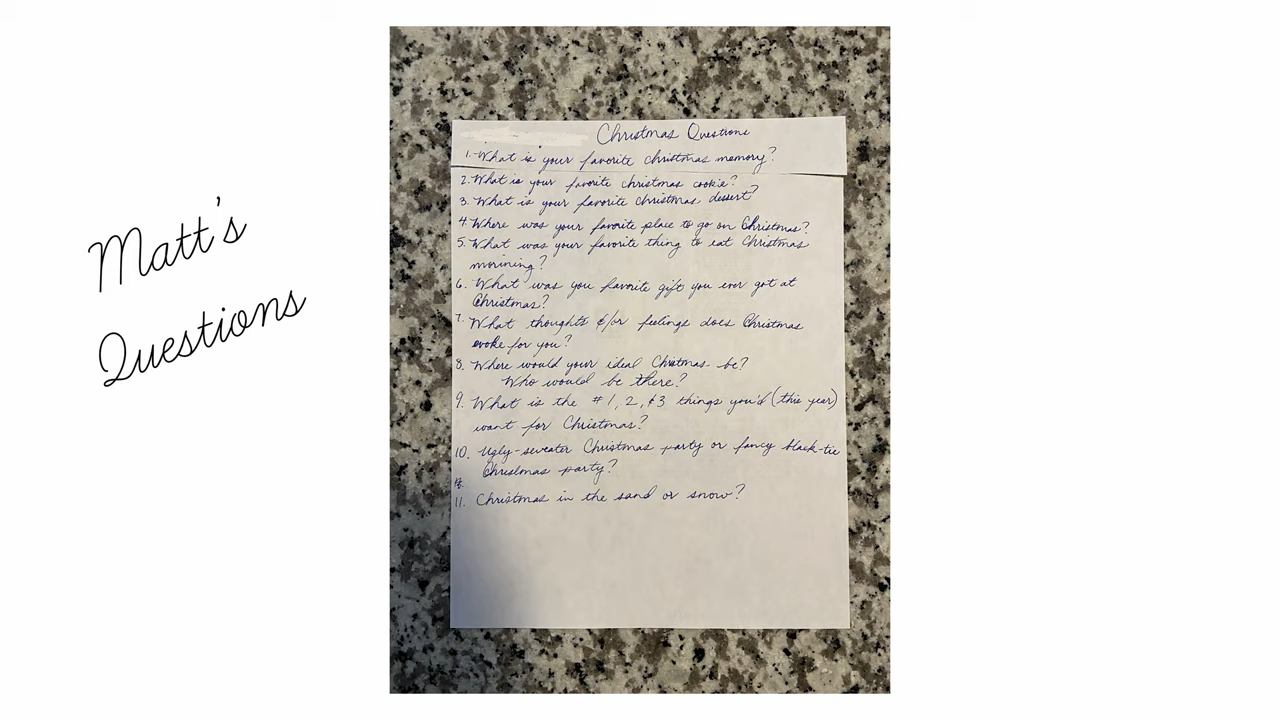 Matt's
Questions
Christmas Questions
1. What is your favorite christmas memory?
2. What is your favorite christmas cookie?
3. What is your favorite Christmas dessert?
4. Where was your favorite place to go on Christmas?
5. What was your favorite thing to eat Christmas
morining?
6. What was you favorite gift you ever got at
Christmas?
7. What thoughts &/or feelings does Christmas
evoke for you?
8. Where would your ideal Christmas be?
Who would be there?
9. What is the #1, 2, &3 things you'd (this year)
want for Christmas?
10. Ugly-sweater Christmas party or fancy black-tie
Christmas party?
11. Christmas in the sand or snow?